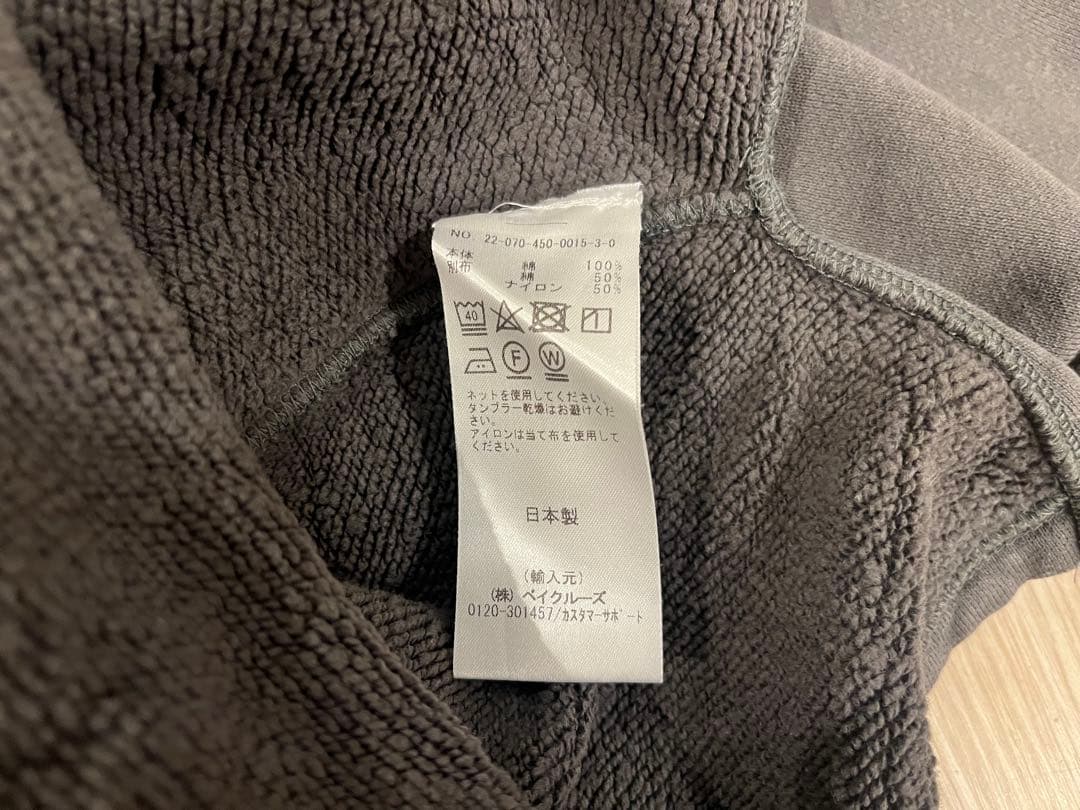 NO 22-070-450-0015-3-0
本体 綿 100%
別布 綿 50%
ナイロン 50%
40
F W
ネットを使用してください。
タンブラー乾燥はお避けくだ
さい。
アイロンは当て布を使用して
ください。
日本製
(輸入元)
(株) ベイクルーズ
0120-301457/カスタマーサポート